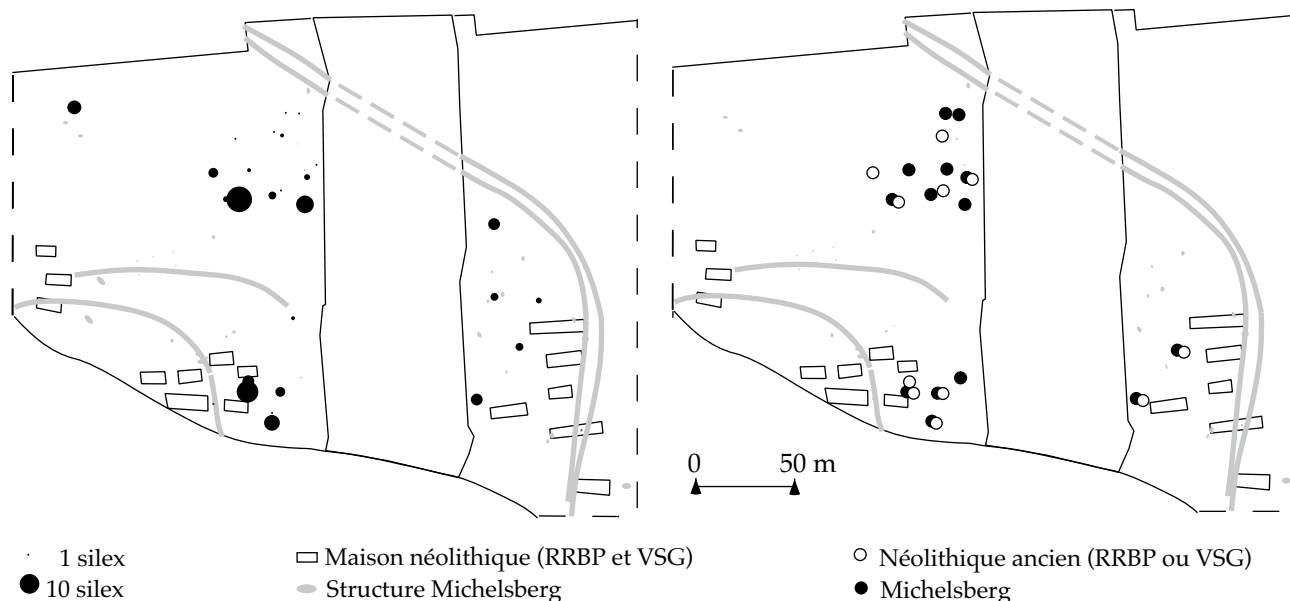 0 50 m
1 silex
10 silex
Maison néolithique (RRBP et VSG)
Structure Michelsberg
Néolithique ancien (RRBP ou VSG)
Michelsberg